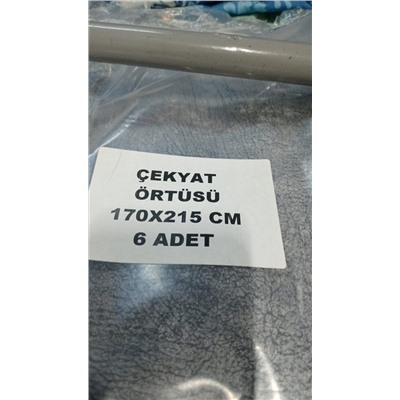 ÇEKYAT
ÖRTÜSÜ
170X215 CM
6 ADET